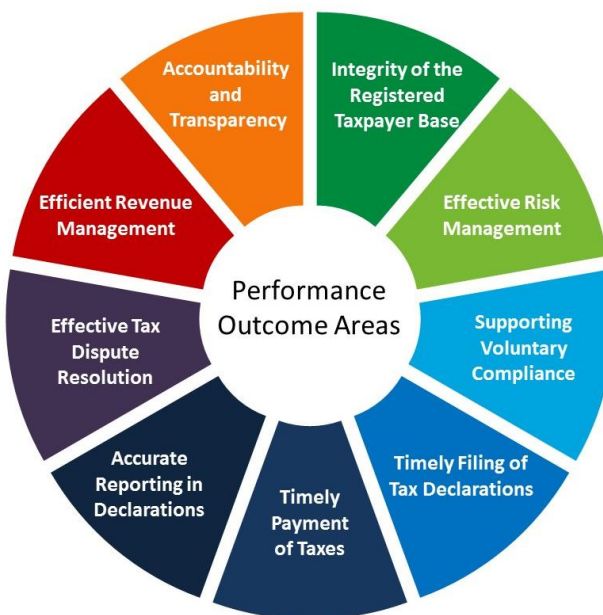 Performance
Outcome Areas
Integrity of the
Registered
Taxpayer Base
Effective Risk
Management
Supporting
Voluntary
Compliance
Timely Filing of
Tax Declarations
Timely
Payment
of Taxes
Accurate
Reporting in
Declarations
Effective Tax
Dispute
Resolution
Efficient Revenue
Management
Accountability
and
Transparency